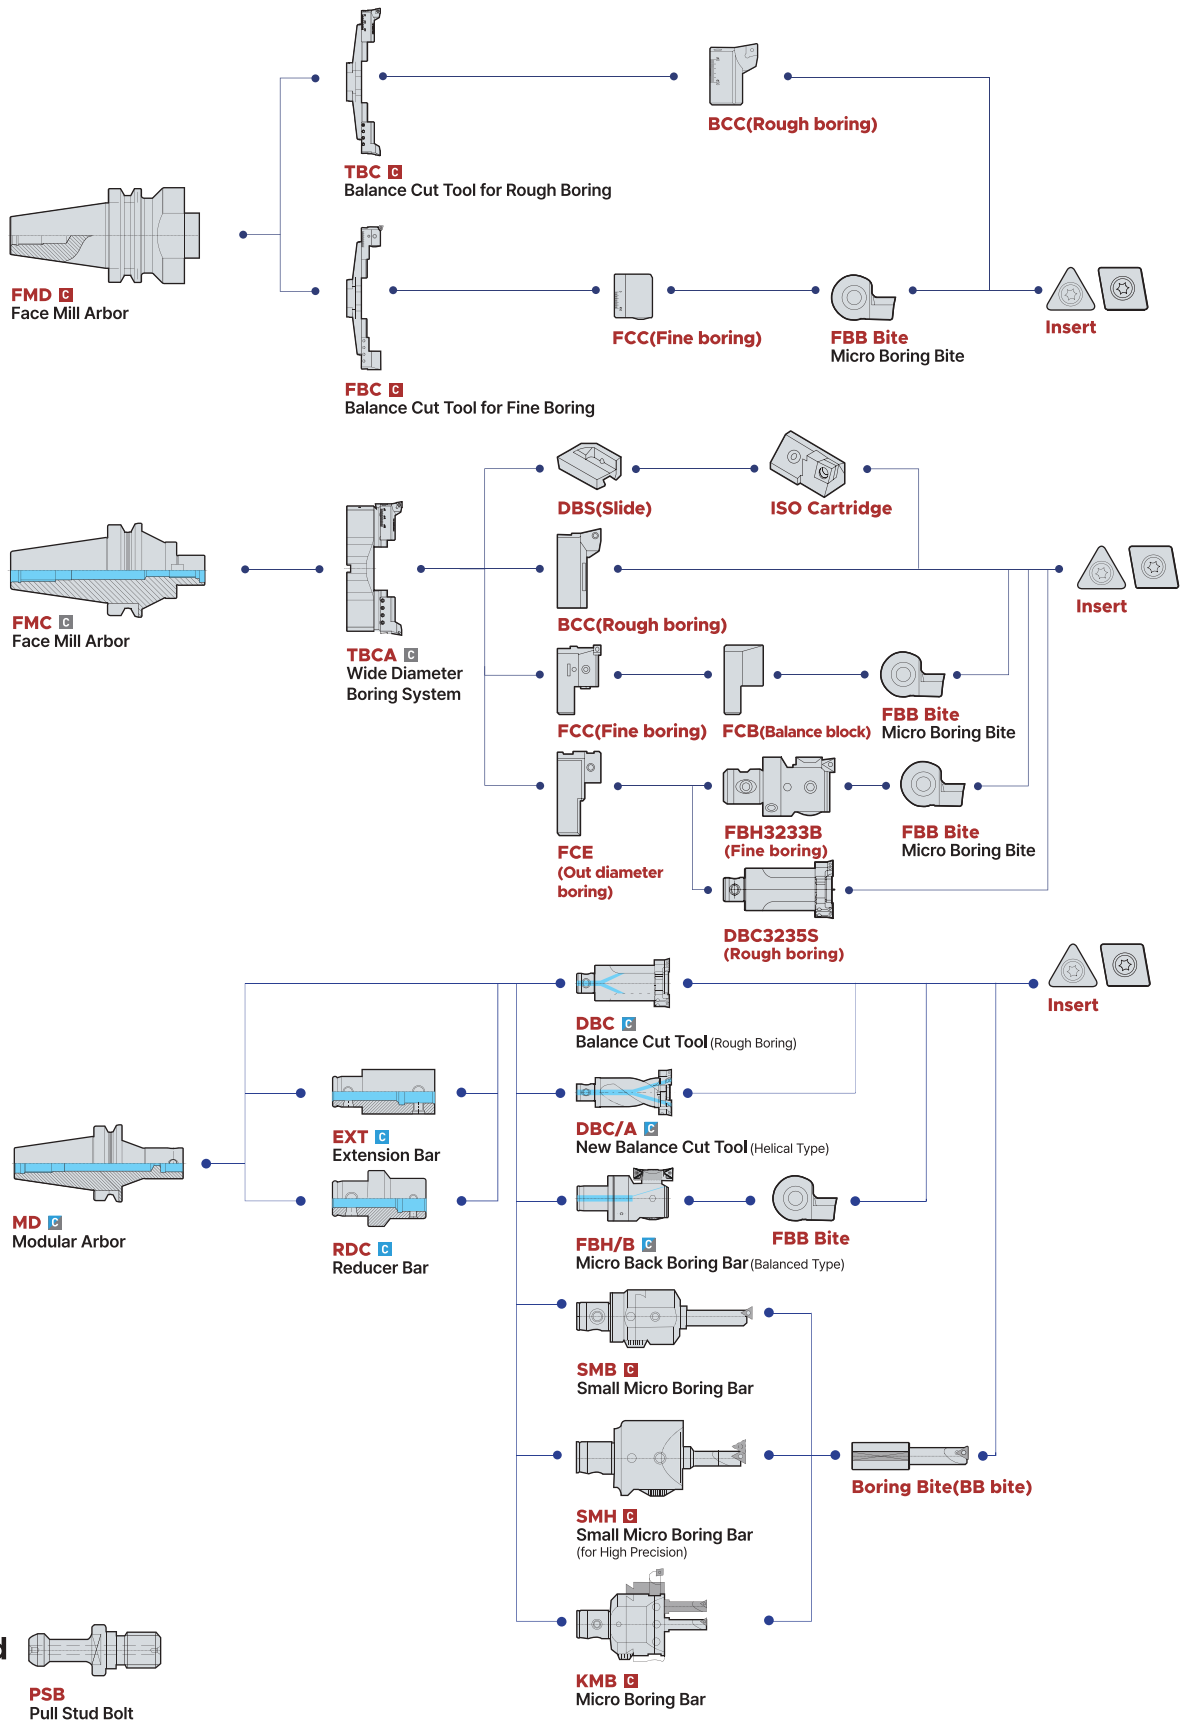 BCC(Rough boring)
TBC C
Balance Cut Tool for Rough Boring
FMD C
Face Mill Arbor
FCC(Fine boring)
FBB Bite
Micro Boring Bite
Insert
FBC C
Balance Cut Tool for Fine Boring
DBS(Slide)
ISO Cartridge
FMC C
Face Mill Arbor
TBCA C
Wide Diameter
Boring System
BCC(Rough boring)
Insert
FCC(Fine boring)
FCB(Balance block)
FBB Bite
Micro Boring Bite
FCE
(Out diameter
boring)
FBH3233B
(Fine boring)
FBB Bite
Micro Boring Bite
DBC3235S
(Rough boring)
DBC C
Balance Cut Tool (Rough Boring)
Insert
EXT C
Extension Bar
DBC/A C
New Balance Cut Tool (Helical Type)
MD C
Modular Arbor
RDC C
Reducer Bar
FBH/B C
Micro Back Boring Bar (Balanced Type)
FBB Bite
SMB C
Small Micro Boring Bar
SMH C
Small Micro Boring Bar
(for High Precision)
Boring Bite(BB bite)
KMB C
Micro Boring Bar
d
PSB
Pull Stud Bolt